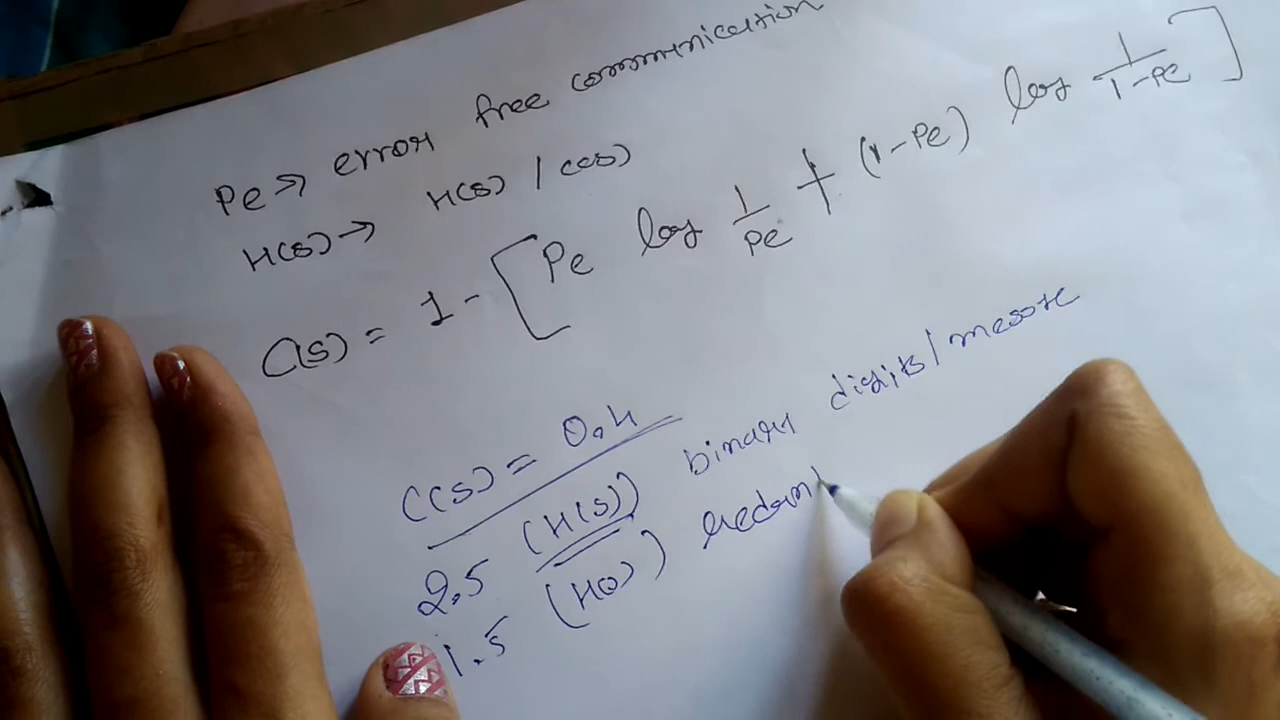 Pe → error free communication
H(s) → H(s) / C(s)
C(s) = 1 - [ Pe log 1/Pe + (1-Pe) log 1/1-Pe ]
C(s) = 0.4
2.5 (H(s)) binary digits/
1.5 (H(s)) redun